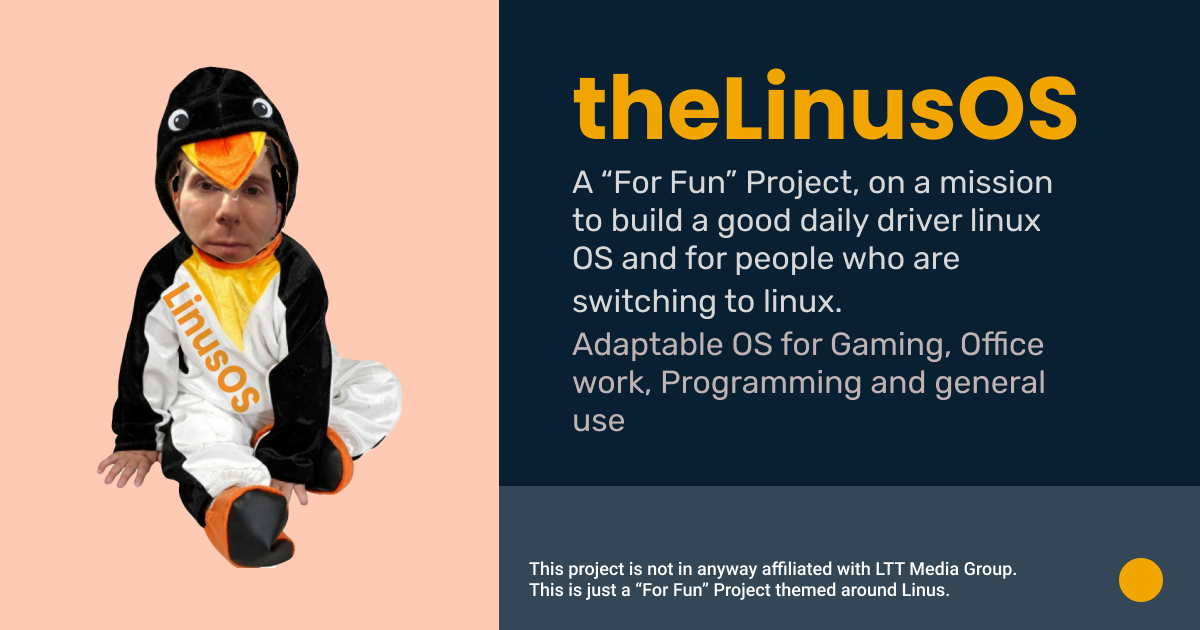 theLinusOS
A “For Fun” Project, on a mission
to build a good daily driver linux
OS and for people who are
switching to linux.
Adaptable OS for Gaming, Office
work, Programming and general
use
LinusOS
This project is not in anyway affiliated with LTT Media Group.
This is just a “For Fun” Project themed around Linus.